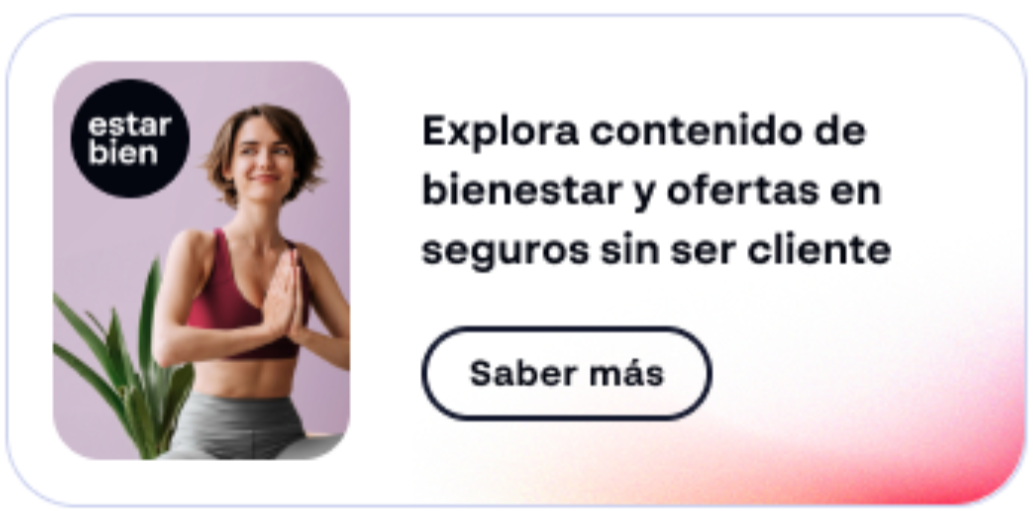 estar
bien
Explora contenido de
bienestar y ofertas en
seguros sin ser cliente
Saber más